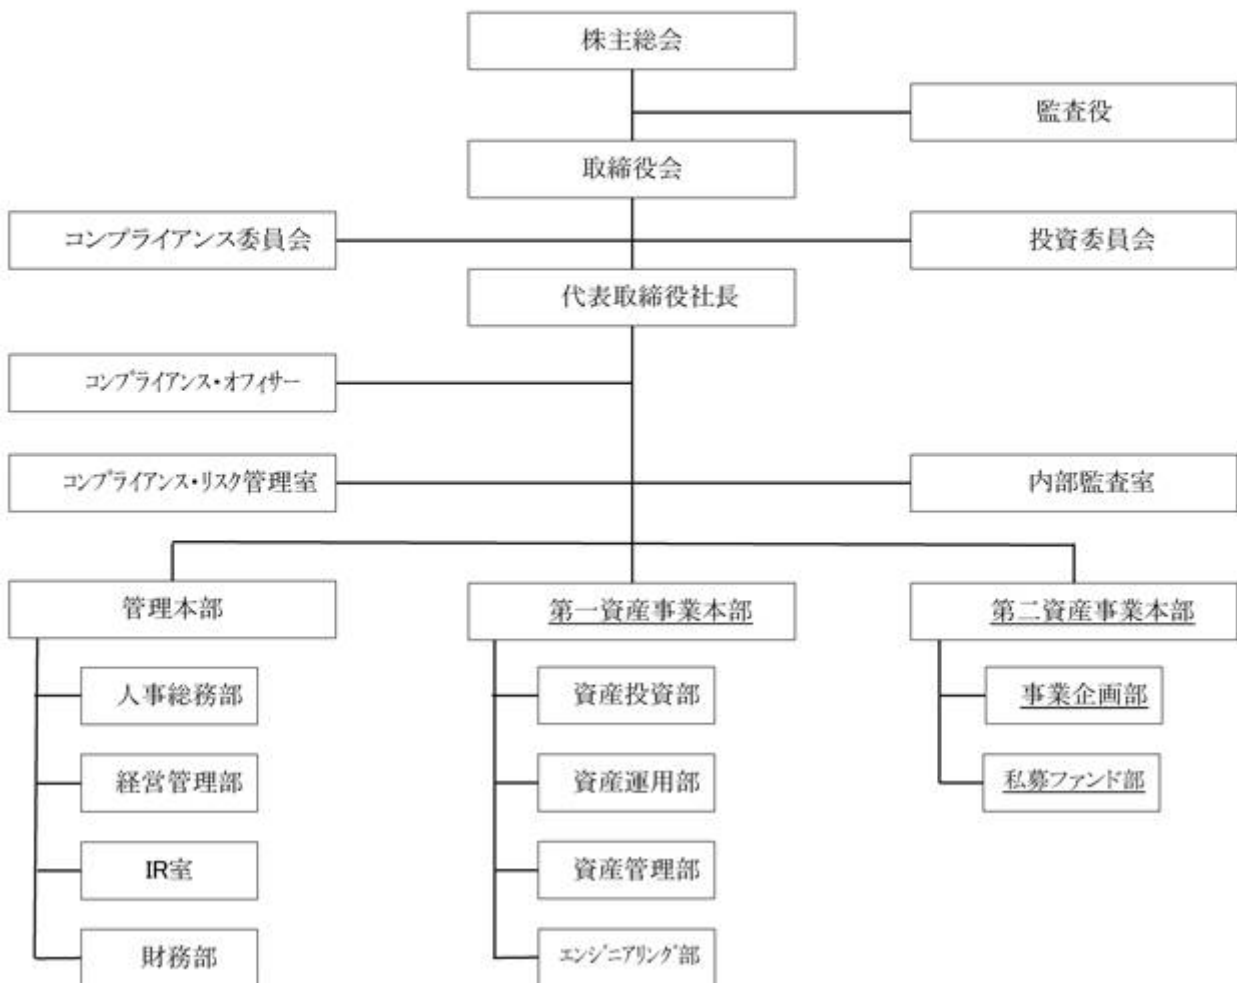 株主総会
監査役
取締役会
コンプライアンス委員会
投資委員会
代表取締役社長
コンプライアンス・オフィサー
コンプライアンス・リスク管理室
内部監査室
管理本部
第一資産事業本部
第二資産事業本部
人事総務部
資産投資部
事業企画部
経営管理部
資産運用部
私募ファンド部
IR室
資産管理部
財務部
エンジニアリング部